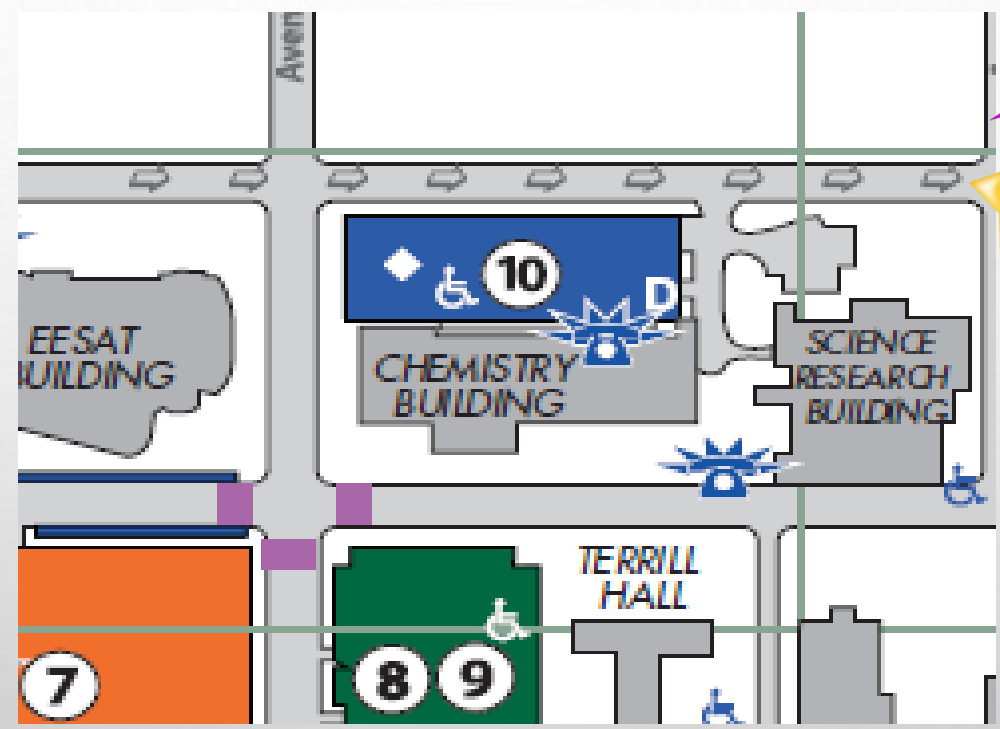 Aven
10
D
EESAT
BUILDING
CHEMISTRY
BUILDING
SCIENCE
RESEARCH
BUILDING
TERRILL
HALL
7
8 9